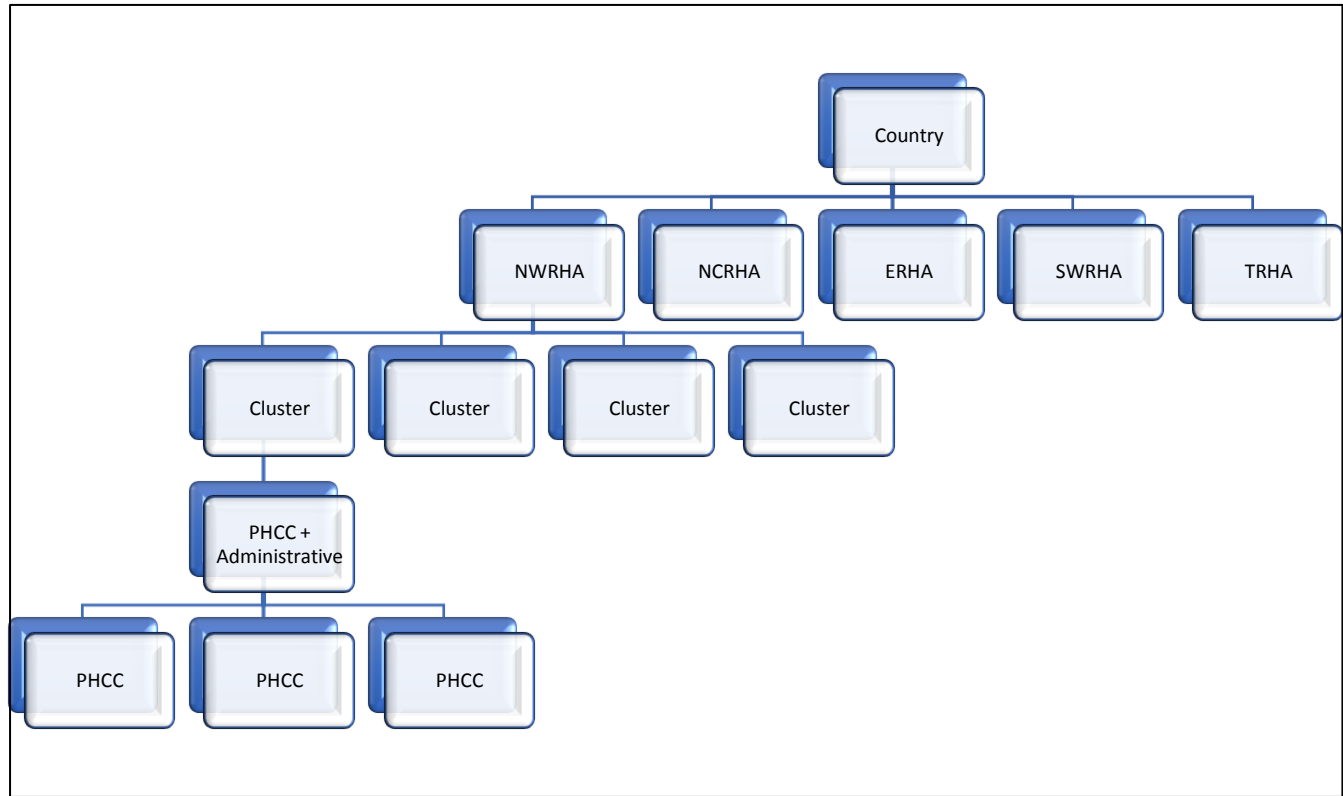 Country
NWRHA
NCRHA
ERHA
SWRHA
TRHA
Cluster
Cluster
Cluster
Cluster
PHCC +
Administrative
PHCC
PHCC
PHCC